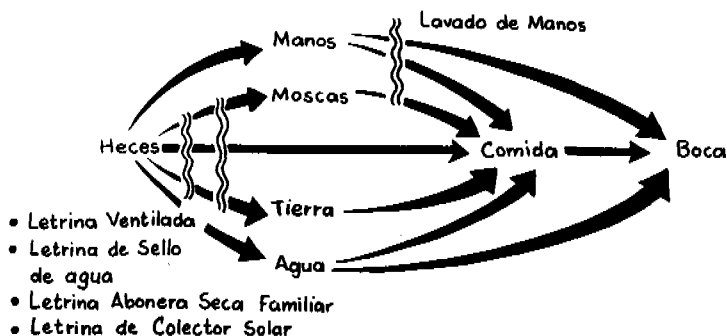 Lavado de Manos
Manos
Moscas
Heces
Comida
Boca
Tierra
Agua
• Letrina Ventilada
• Letrina de Sello
de agua
• Letrina Abonera Seca Familiar
• Letrina de Colector Solar